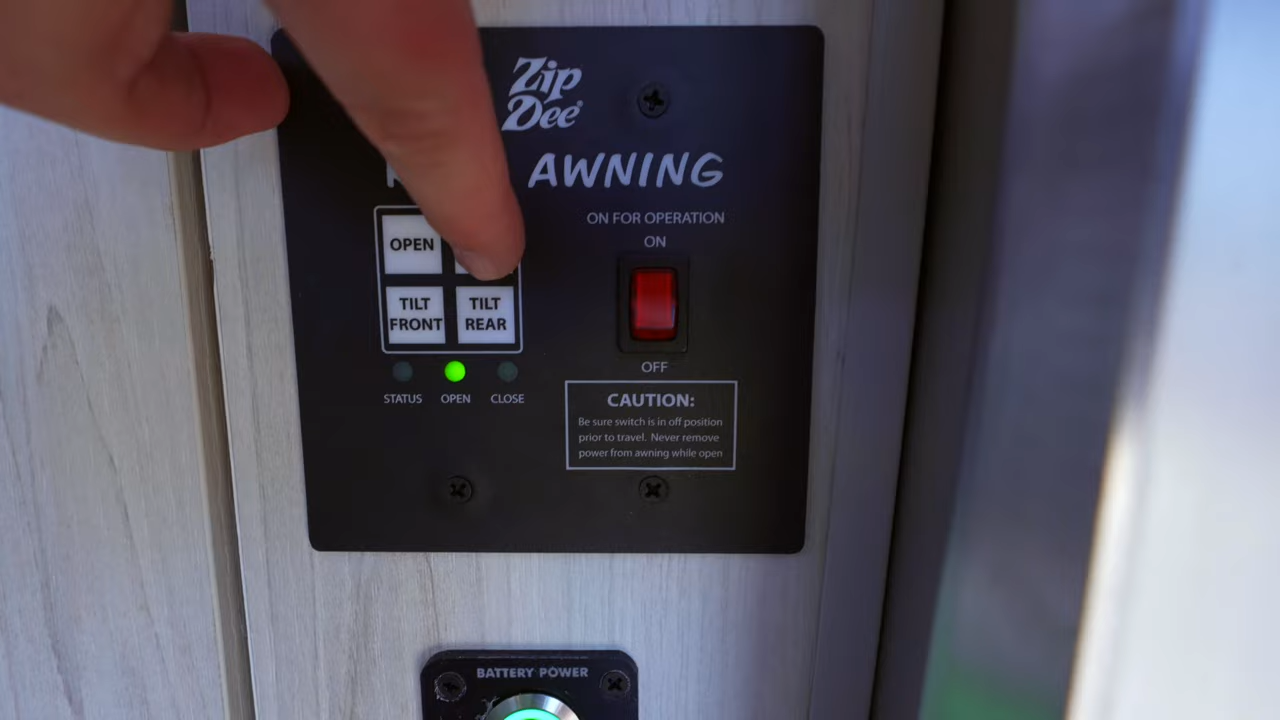 Zip
Dee
AWNING
ON FOR OPERATION
ON
OPEN
TILT
FRONT
TILT
REAR
OFF
STATUS
OPEN
CLOSE
CAUTION:
Be sure switch is in off position
prior to travel. Never remove
power from awning while open
BATTERY POWER